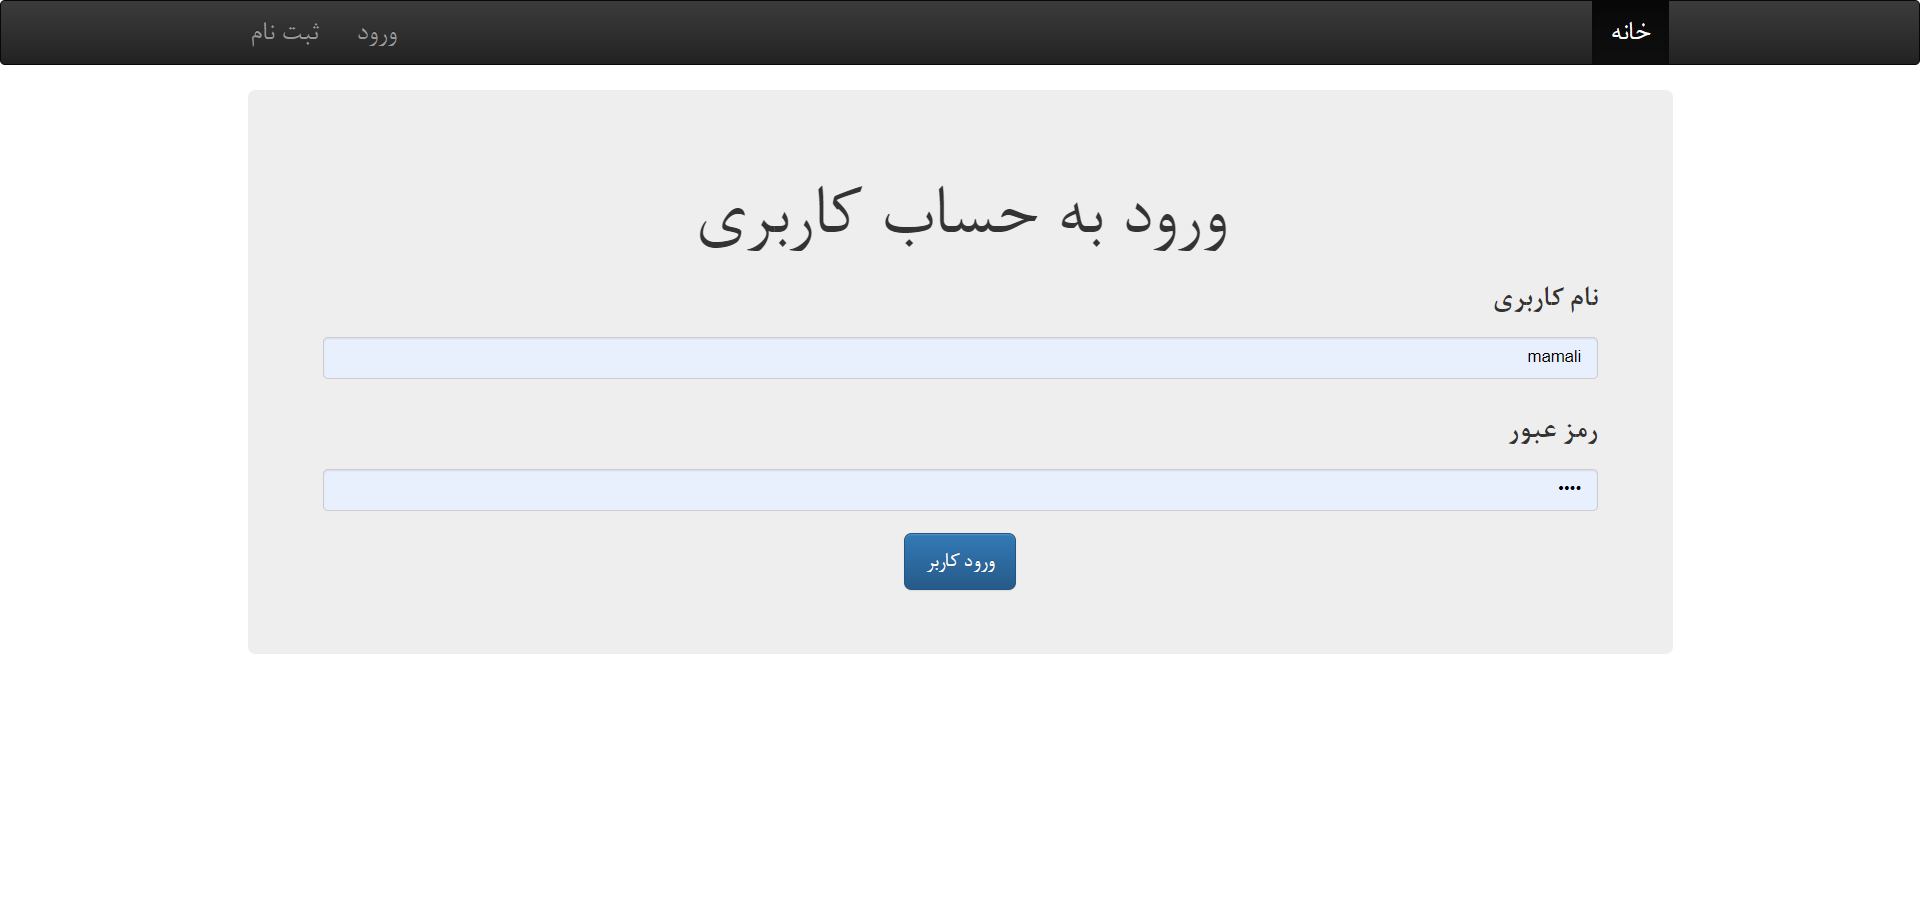 خانه
ورود
ثبت نام
ورود به حساب کاربری
نام کاربری
mamali
رمز عبور
••••
ورود کاربر